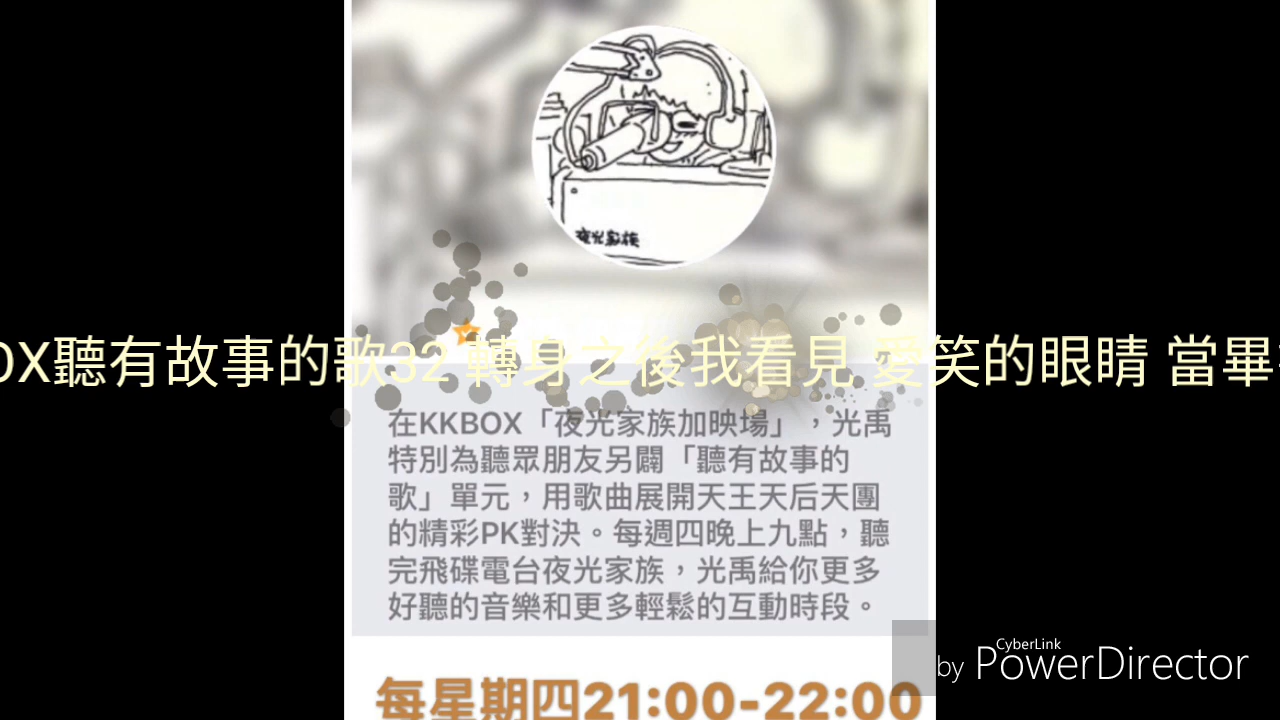 夜光家族
OX聽有故事的歌32 轉身之後我看見 愛笑的眼睛 當畢
在KKBOX「夜光家族加映場」,光禹
特別為聽眾朋友另闢「聽有故事的
歌」單元,用歌曲展開天王天后天團
的精彩PK對決。每週四晚上九點,聽
完飛碟電台夜光家族,光禹給你更多
好聽的音樂和更多輕鬆的互動時段。
每星期四21:00-22:00
by CyberLink PowerDirector